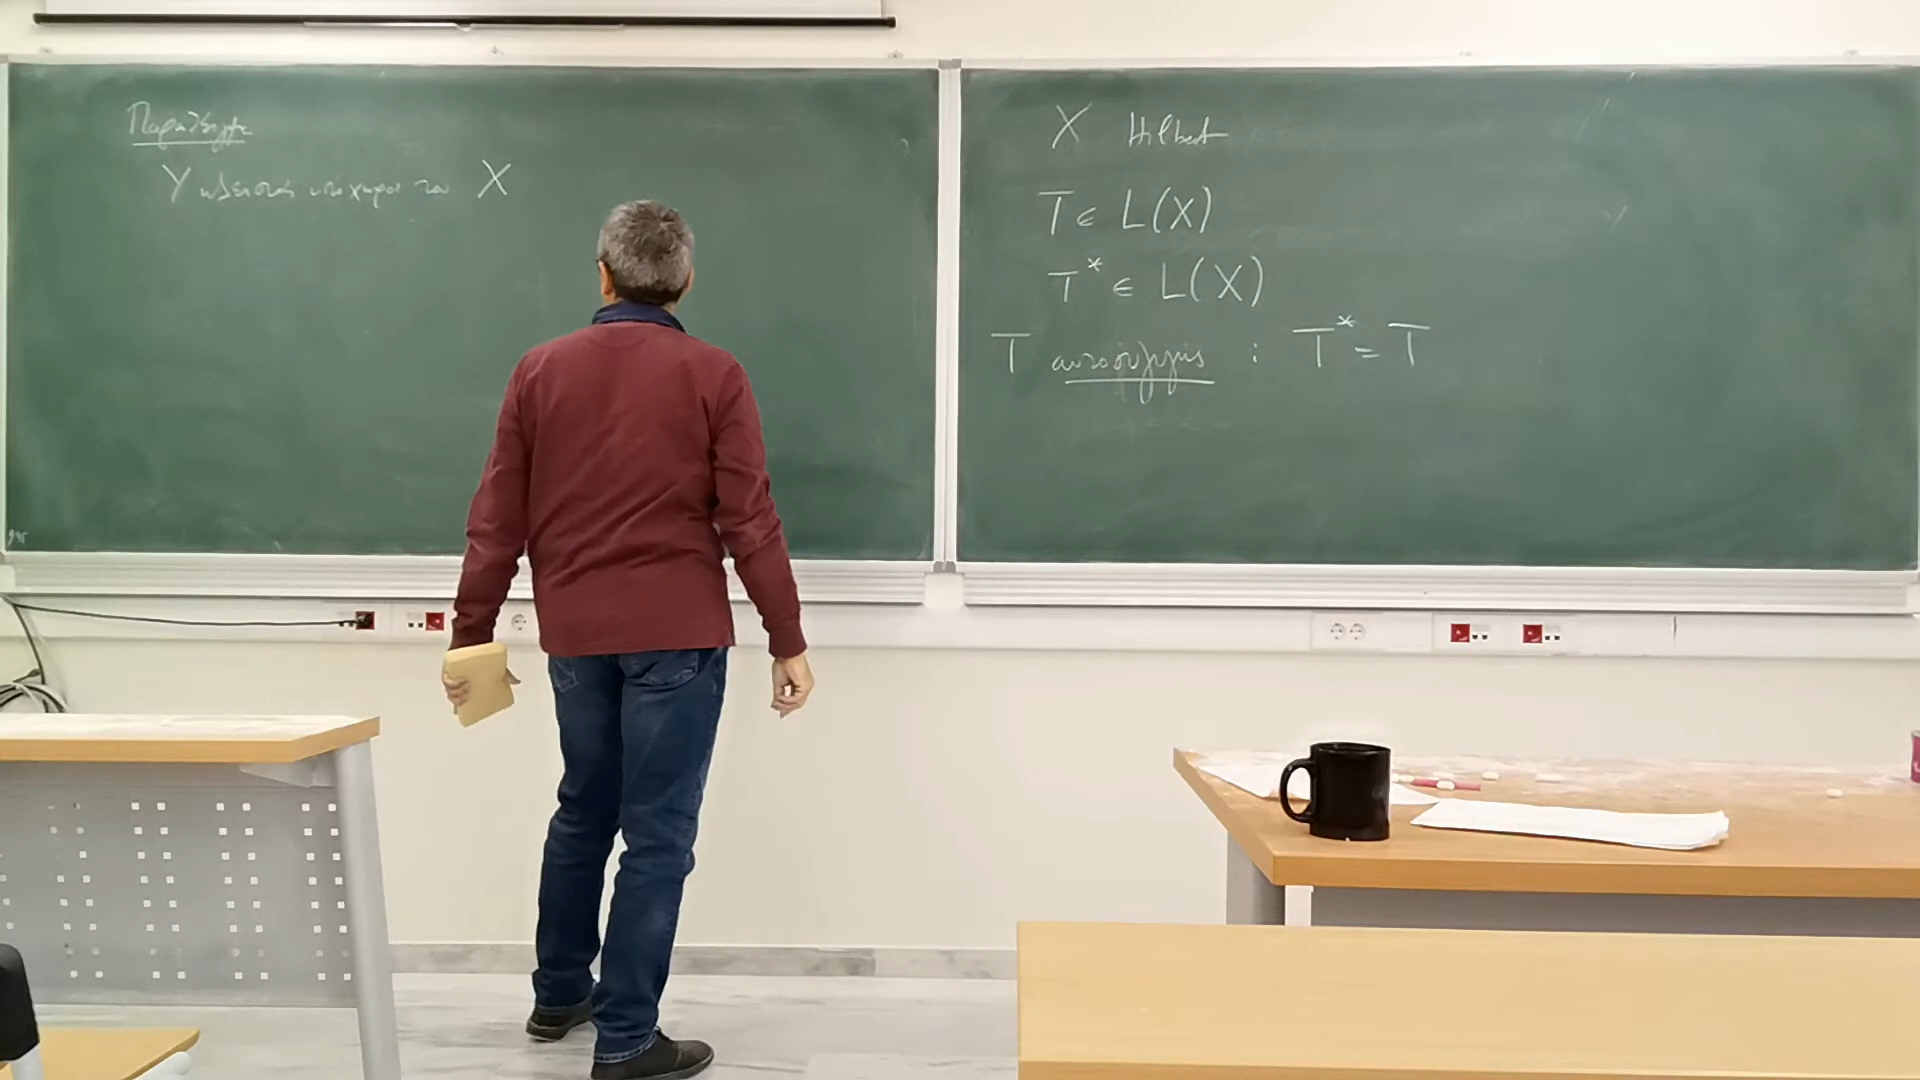 Παράδειγμα
Y κλειστός υπόχωρος του X
X Hilbert
T ∈ L(X)
T* ∈ L(X)
T αυτοσυζυγής : T* = T